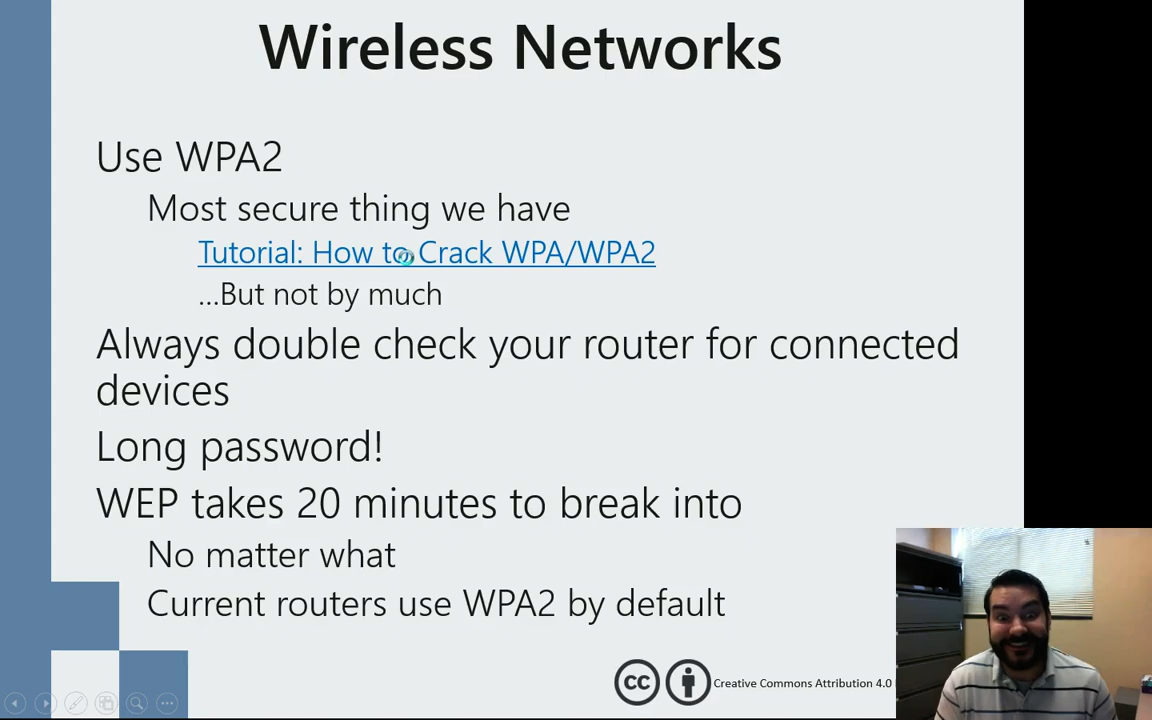 Wireless Networks
Use WPA2
Most secure thing we have
Tutorial: How to Crack WPA/WPA2
...But not by much
Always double check your router for connected
devices
Long password!
WEP takes 20 minutes to break into
No matter what
Current routers use WPA2 by default
cc Creative Commons Attribution 4.0